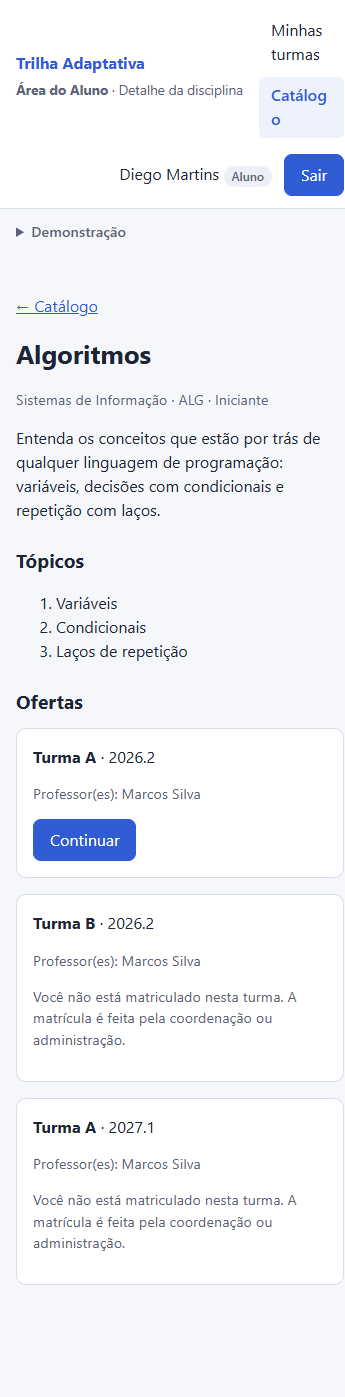 Trilha Adaptativa
Área do Aluno · Detalhe da disciplina
Minhas
turmas
Catálog
o
Diego Martins Aluno Sair
▶ Demonstração
← Catálogo
Algoritmos
Sistemas de Informação · ALG · Iniciante
Entenda os conceitos que estão por trás de
qualquer linguagem de programação:
variáveis, decisões com condicionais e
repetição com laços.
Tópicos
1. Variáveis
2. Condicionais
3. Laços de repetição
Ofertas
Turma A · 2026.2
Professor(es): Marcos Silva
Continuar
Turma B · 2026.2
Professor(es): Marcos Silva
Você não está matriculado nesta turma. A
matrícula é feita pela coordenação ou
administração.
Turma A · 2027.1
Professor(es): Marcos Silva
Você não está matriculado nesta turma. A
matrícula é feita pela coordenação ou
administração.